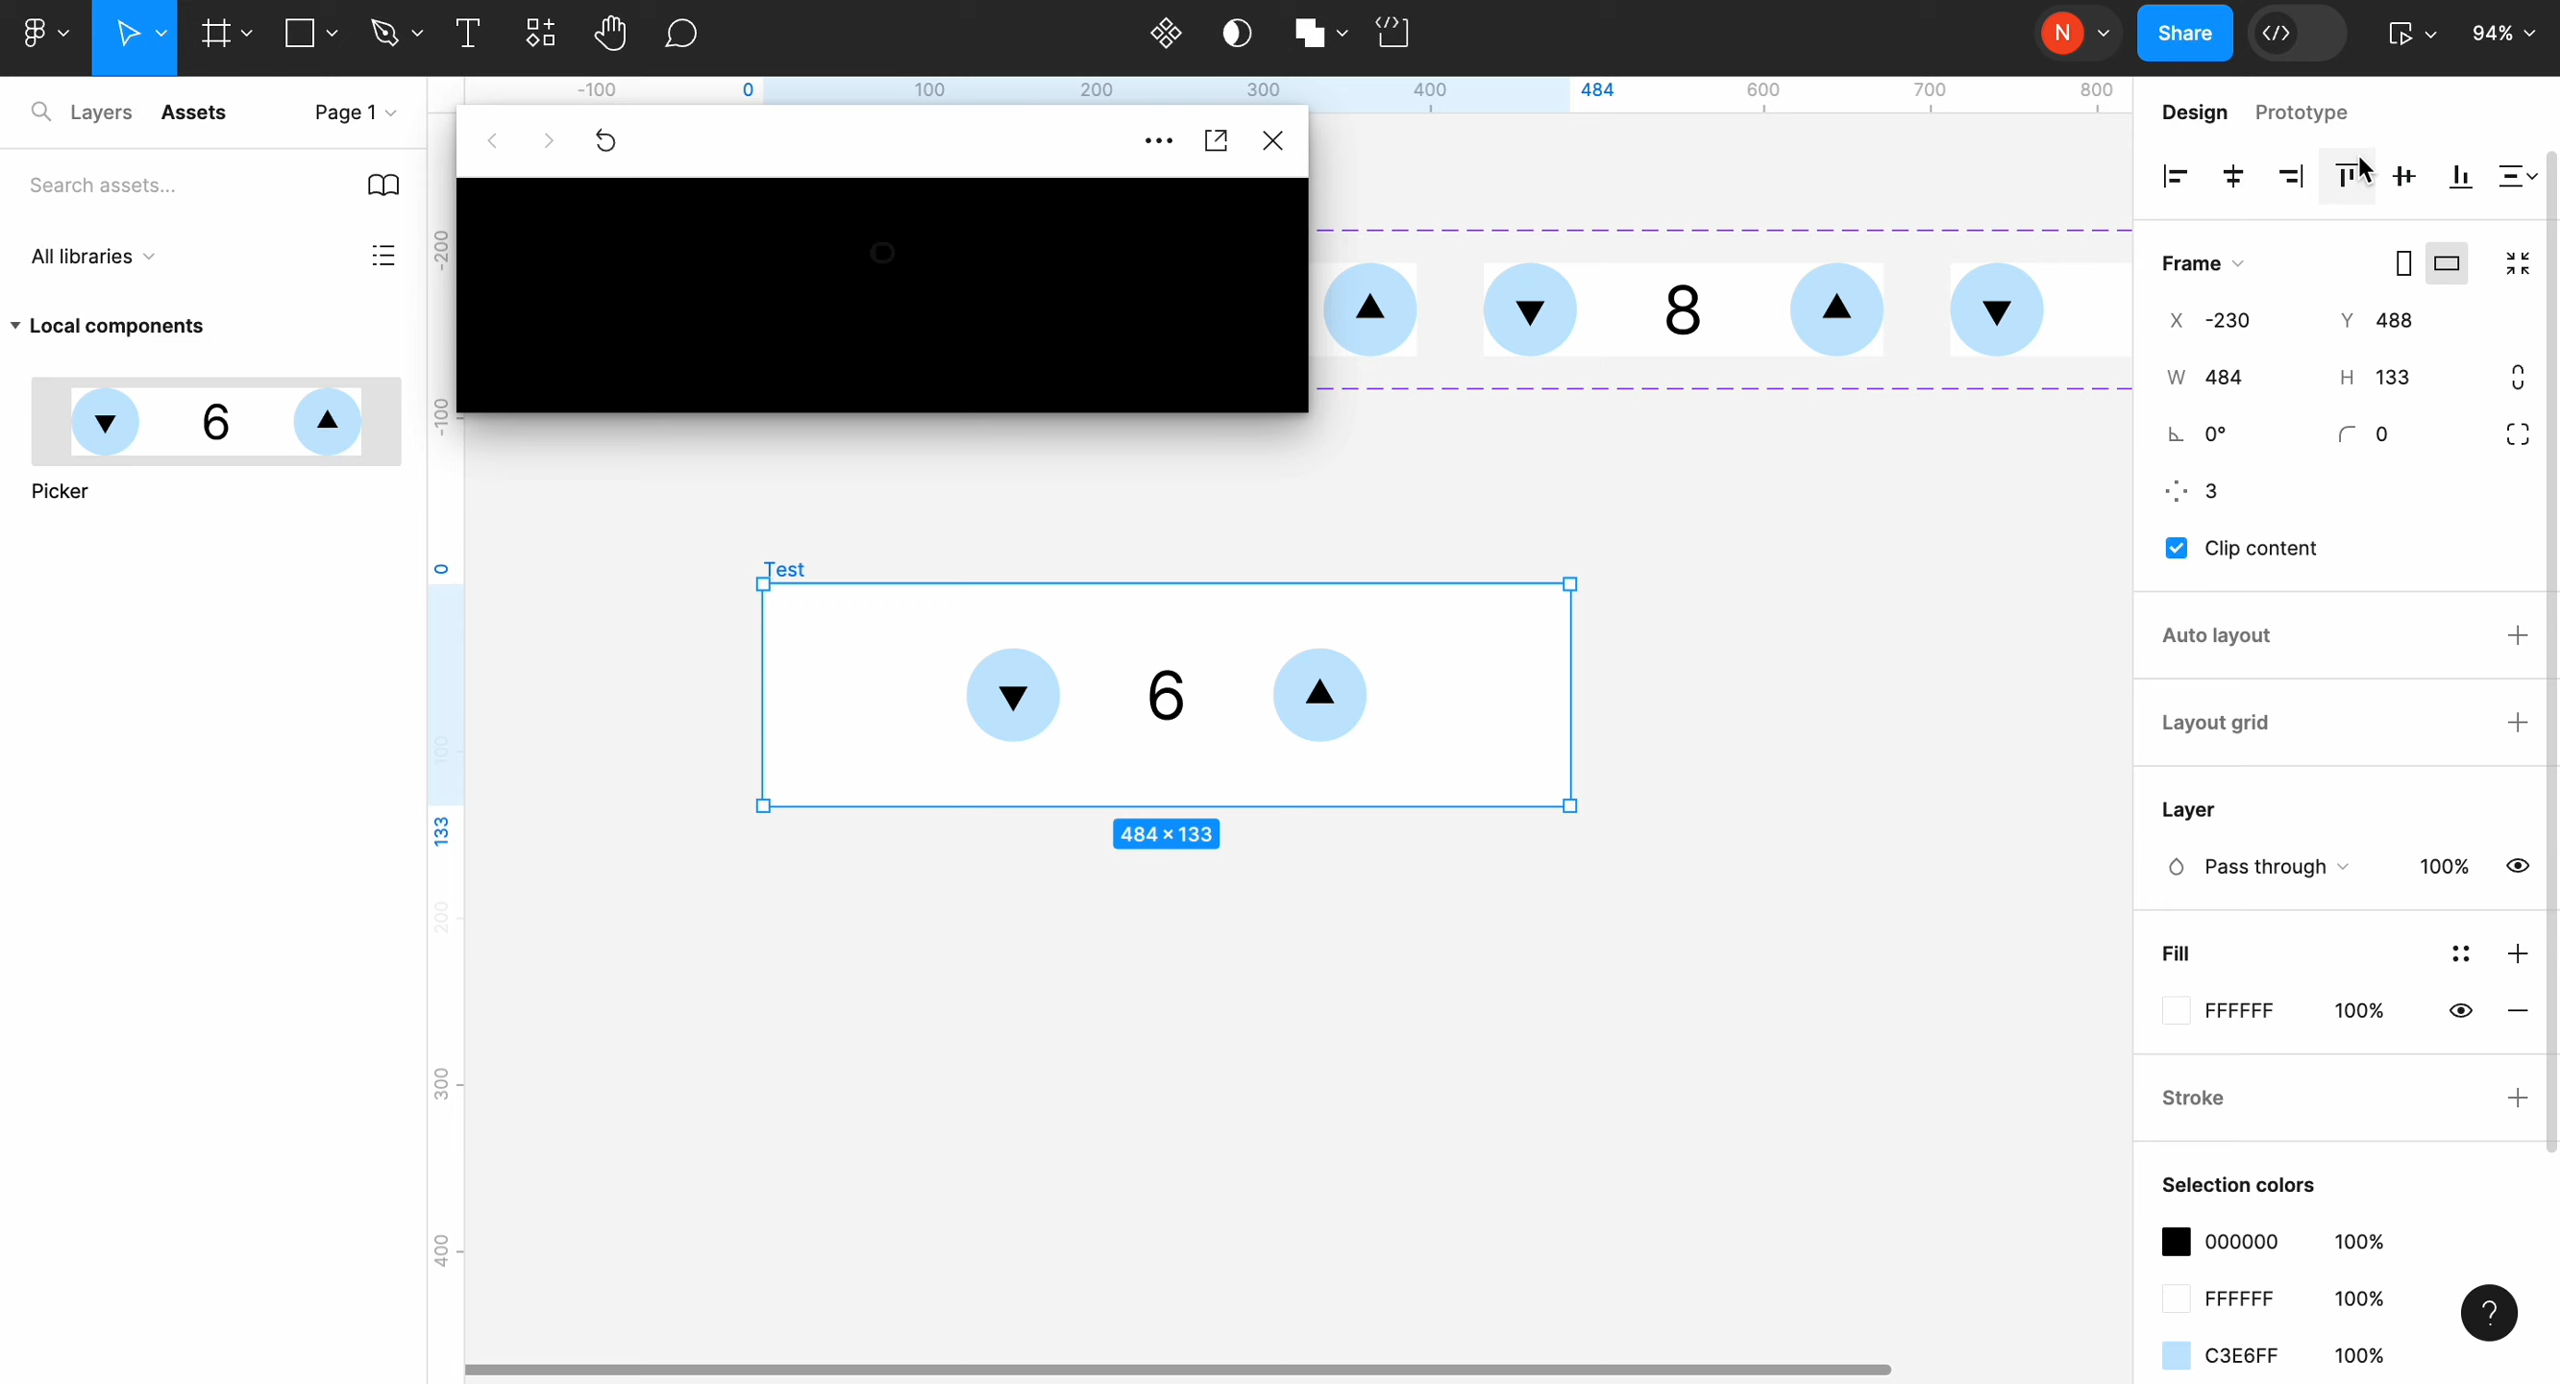 N
Share
94%
Layers
Assets
Page 1
-100
0
100
200
300
400
484
600
700
800
Design
Prototype
Search assets...
All libraries
Local components
6
Picker
-200
-100
0
100
133
200
300
400
8
Test
6
484 × 133
Frame
X -230
Y 488
W 484
H 133
0°
0
3
Clip content
Auto layout
Layout grid
Layer
Pass through
100%
Fill
FFFFFF
100%
Stroke
Selection colors
000000
100%
FFFFFF
100%
C3E6FF
100%
?